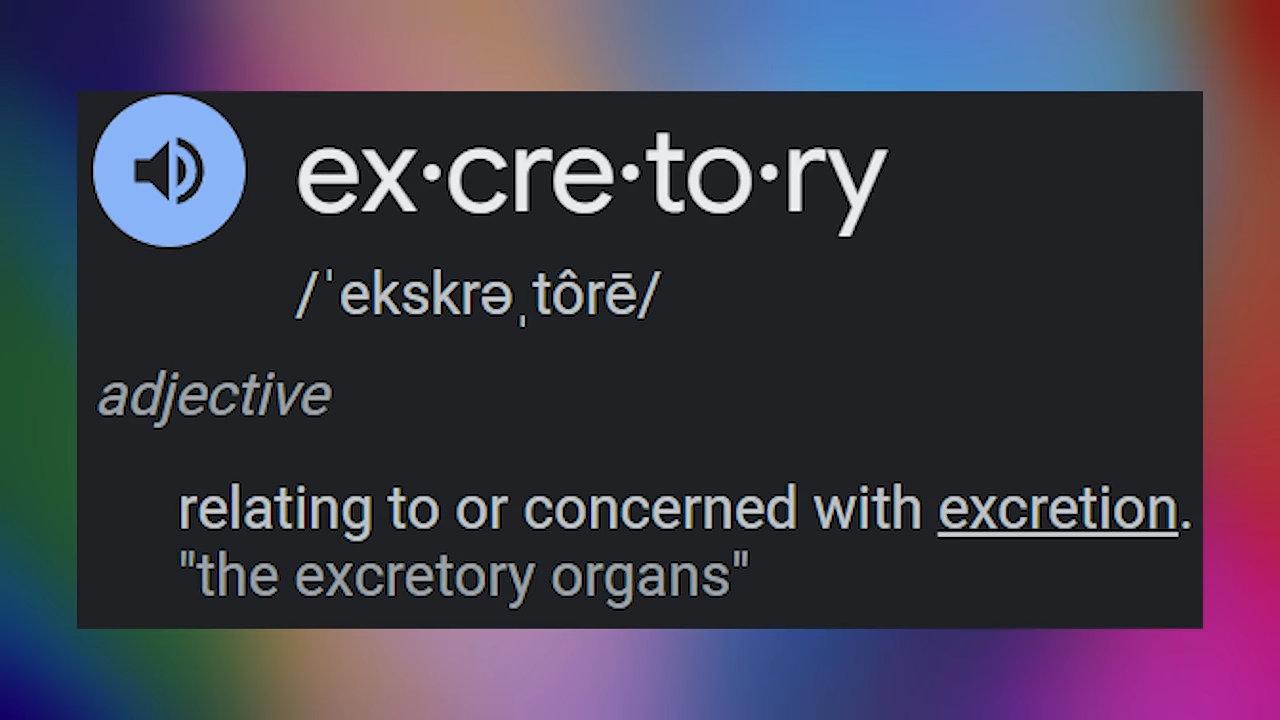 ex·cre·to·ry
/ˈekskrəˌtôrē/
adjective
relating to or concerned with excretion.
"the excretory organs"